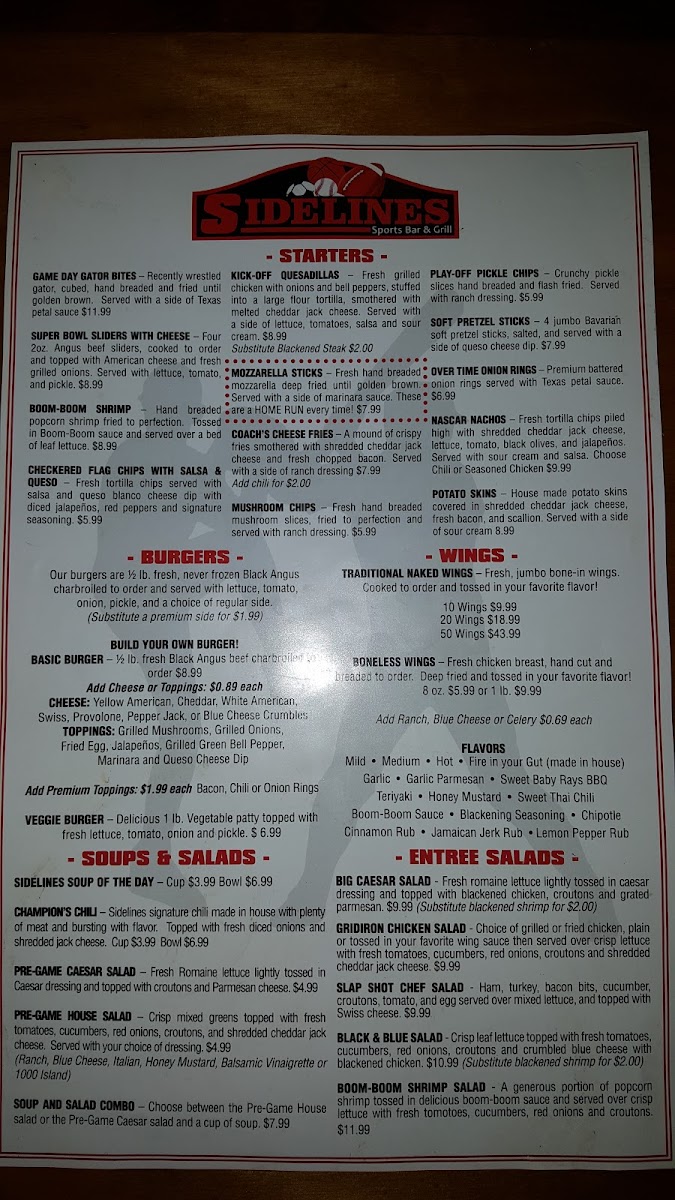 SIDELINES
Sports Bar & Grill
- STARTERS -
GAME DAY GATOR BITES – Recently wrestled
gator, cubed, hand breaded and fried until
golden brown. Served with a side of Texas
petal sauce $11.99
SUPER BOWL SLIDERS WITH CHEESE – Four
2oz. Angus beef sliders, cooked to order
and topped with American cheese and fresh
grilled onions. Served with lettuce, tomato,
and pickle. $8.99
BOOM-BOOM SHRIMP – Hand breaded
popcorn shrimp fried to perfection. Tossed
in Boom-Boom sauce and served over a bed
of leaf lettuce. $8.99
CHECKERED FLAG CHIPS WITH SALSA &
QUESO – Fresh tortilla chips served with
salsa and queso blanco cheese dip with
diced jalapeños, red peppers and signature
seasoning. $5.99
KICK-OFF QUESADILLAS – Fresh grilled
chicken with onions and bell peppers, stuffed
into a large flour tortilla, smothered with
melted cheddar jack cheese. Served with
a side of lettuce, tomatoes, salsa and sour
cream. $8.99
Substitute Blackened Steak $2.00
MOZZARELLA STICKS – Fresh hand breaded
mozzarella deep fried until golden brown.
Served with a side of marinara sauce. These
are a HOME RUN every time! $7.99
COACH'S CHEESE FRIES – A mound of crispy
fries smothered with shredded cheddar jack
cheese and fresh chopped bacon. Served
with a side of ranch dressing $7.99
Add chili for $2.00
MUSHROOM CHIPS – Fresh hand breaded
mushroom slices, fried to perfection and
served with ranch dressing. $5.99
PLAY-OFF PICKLE CHIPS – Crunchy pickle
slices hand breaded and flash fried. Served
with ranch dressing. $5.99
SOFT PRETZEL STICKS – 4 jumbo Bavarian
soft pretzel sticks, salted, and served with a
side of queso cheese dip. $7.99
OVER TIME ONION RINGS – Premium battered
onion rings served with Texas petal sauce.
$6.99
NASCAR NACHOS – Fresh tortilla chips piled
high with shredded cheddar jack cheese,
lettuce, tomato, black olives, and jalapeños.
Served with sour cream and salsa. Choose
Chili or Seasoned Chicken $9.99
POTATO SKINS – House made potato skins
covered in shredded cheddar jack cheese,
fresh bacon, and scallion. Served with a side
of sour cream 8.99
- BURGERS -
Our burgers are ½ lb. fresh, never frozen Black Angus
charbroiled to order and served with lettuce, tomato,
onion, pickle, and a choice of regular side.
(Substitute a premium side for $1.99)
BUILD YOUR OWN BURGER!
BASIC BURGER – ½ lb. fresh Black Angus beef charbroiled to
order $8.99
Add Cheese or Toppings: $0.89 each
CHEESE: Yellow American, Cheddar, White American,
Swiss, Provolone, Pepper Jack, or Blue Cheese Crumbles
TOPPINGS: Grilled Mushrooms, Grilled Onions,
Fried Egg, Jalapeños, Grilled Green Bell Pepper,
Marinara and Queso Cheese Dip
Add Premium Toppings: $1.99 each Bacon, Chili or Onion Rings
VEGGIE BURGER – Delicious 1 lb. Vegetable patty topped with
fresh lettuce, tomato, onion and pickle. $ 6.99
- WINGS -
TRADITIONAL NAKED WINGS – Fresh, jumbo bone-in wings.
Cooked to order and tossed in your favorite flavor!
10 Wings $9.99
20 Wings $18.99
50 Wings $43.99
BONELESS WINGS – Fresh chicken breast, hand cut and
breaded to order. Deep fried and tossed in your favorite flavor!
8 oz. $5.99 or 1 lb. $9.99
Add Ranch, Blue Cheese or Celery $0.69 each
FLAVORS
Mild • Medium • Hot • Fire in your Gut (made in house)
Garlic • Garlic Parmesan • Sweet Baby Rays BBQ
Teriyaki • Honey Mustard • Sweet Thai Chili
Boom-Boom Sauce • Blackening Seasoning • Chipotle
Cinnamon Rub • Jamaican Jerk Rub • Lemon Pepper Rub
- SOUPS & SALADS -
SIDELINES SOUP OF THE DAY – Cup $3.99 Bowl $6.99
CHAMPION'S CHILI – Sidelines signature chili made in house with plenty
of meat and bursting with flavor. Topped with fresh diced onions and
shredded jack cheese. Cup $3.99 Bowl $6.99
PRE-GAME CAESAR SALAD – Fresh Romaine lettuce lightly tossed in
Caesar dressing and topped with croutons and Parmesan cheese. $4.99
PRE-GAME HOUSE SALAD – Crisp mixed greens topped with fresh
tomatoes, cucumbers, red onions, croutons, and shredded cheddar jack
cheese. Served with your choice of dressing. $4.99
(Ranch, Blue Cheese, Italian, Honey Mustard, Balsamic Vinaigrette or
1000 Island)
SOUP AND SALAD COMBO – Choose between the Pre-Game House
salad or the Pre-Game Caesar salad and a cup of soup. $7.99
- ENTREE SALADS -
BIG CAESAR SALAD - Fresh romaine lettuce lightly tossed in caesar
dressing and topped with blackened chicken, croutons and grated
parmesan. $9.99 (Substitute blackened shrimp for $2.00)
GRIDIRON CHICKEN SALAD - Choice of grilled or fried chicken, plain
or tossed in your favorite wing sauce then served over crisp lettuce
with fresh tomatoes, cucumbers, red onions, croutons and shredded
cheddar jack cheese. $9.99
SLAP SHOT CHEF SALAD - Ham, turkey, bacon bits, cucumber,
croutons, tomato, and egg served over mixed lettuce, and topped with
Swiss cheese. $9.99
BLACK & BLUE SALAD - Crisp leaf lettuce topped with fresh tomatoes,
cucumbers, red onions, croutons and crumbled blue cheese with
blackened chicken. $10.99 (Substitute blackened shrimp for $2.00)
BOOM-BOOM SHRIMP SALAD - A generous portion of popcorn
shrimp tossed in delicious boom-boom sauce and served over crisp
lettuce with fresh tomotoes, cucumbers, red onions and croutons.
$11.99